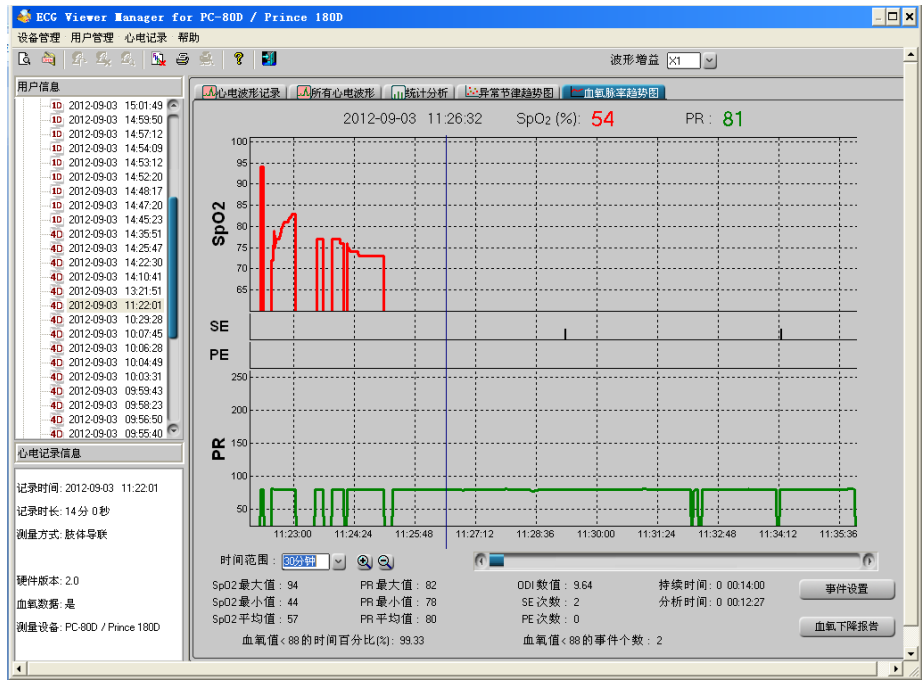 ECG Viewer Manager for PC-80D / Prince 180D
设备管理 用户管理 心电记录 帮助
波形增益 X1
用户信息
心电波形记录 所有心电波形 统计分析 异常节律趋势图 血氧脉率趋势图
1D 2012-09-03 15:01:49
1D 2012-09-03 14:59:50
1D 2012-09-03 14:57:12
1D 2012-09-03 14:54:09
1D 2012-09-03 14:53:12
1D 2012-09-03 14:52:20
1D 2012-09-03 14:48:17
1D 2012-09-03 14:47:20
1D 2012-09-03 14:45:23
4D 2012-09-03 14:35:51
4D 2012-09-03 14:25:47
4D 2012-09-03 14:22:30
4D 2012-09-03 14:10:41
4D 2012-09-03 13:21:51
4D 2012-09-03 11:22:01
4D 2012-09-03 10:29:28
4D 2012-09-03 10:07:45
4D 2012-09-03 10:06:28
4D 2012-09-03 10:04:49
4D 2012-09-03 10:03:31
4D 2012-09-03 09:59:43
4D 2012-09-03 09:58:23
4D 2012-09-03 09:56:50
4D 2012-09-03 09:55:40
心电记录信息
记录时间: 2012-09-03 11:22:01
记录时长: 14分 0秒
测量方式: 肢体导联
硬件版本: 2.0
血氧数据: 是
测量设备: PC-80D / Prince 180D
2012-09-03 11:26:32 SpO2 (%): 54 PR : 81
SpO2
100
95
90
85
80
75
70
65
SE
PE
PR
250
200
150
100
50
11:23:00 11:24:24 11:25:48 11:27:12 11:28:36 11:30:00 11:31:24 11:32:48 11:34:12 11:35:36
时间范围 : 30分钟
SpO2最大值 : 94 PR最大值 : 82 ODI数值 : 9.64 持续时间: 0 00:14:00
SpO2最小值 : 44 PR最小值 : 78 SE次数 : 2 分析时间: 0 00:12:27
SpO2平均值 : 57 PR平均值 : 80 PE次数 : 0
血氧值<88的时间百分比(%): 99.33 血氧值<88的事件个数 : 2
事件设置
血氧下降报告